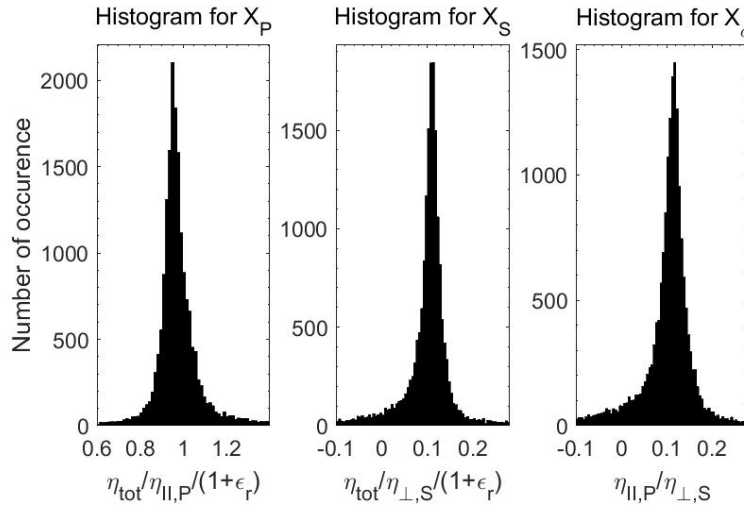 Histogram for X_P
Histogram for X_S
Histogram for X
Number of occurence
2000
1500
1000
500
0
0.6 0.8 1 1.2
η_tot/η_II,P/(1+ϵ_r)
1500
1000
500
0
-0.1 0 0.1 0.2
η_tot/η_⊥,S/(1+ϵ_r)
1500
1000
500
0
-0.1 0 0.1 0.2
η_II,P/η_⊥,S